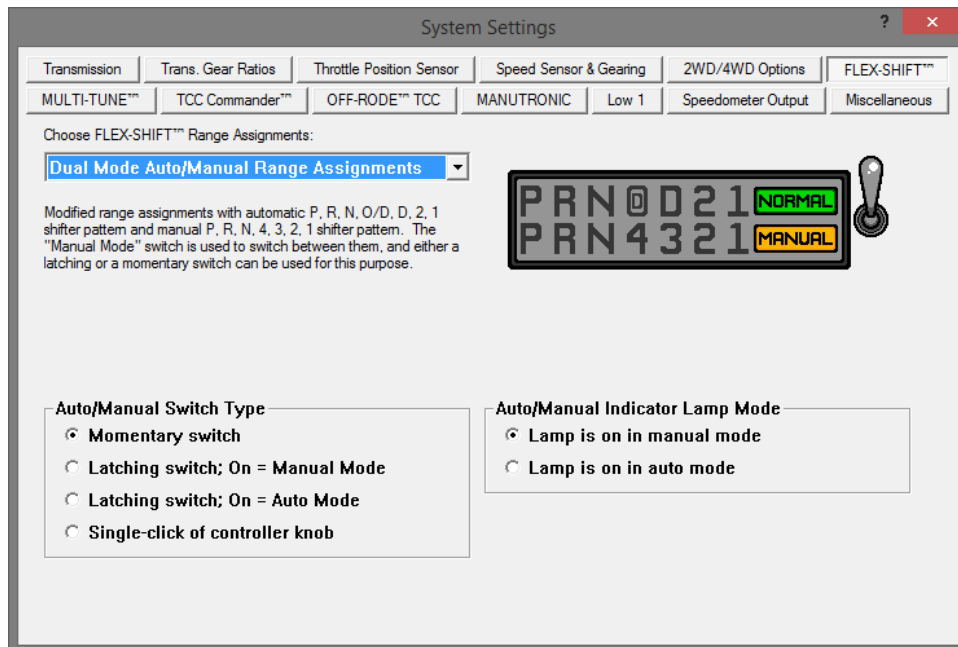 System Settings ? ×
Transmission Trans. Gear Ratios Throttle Position Sensor Speed Sensor & Gearing 2WD/4WD Options FLEX-SHIFT™
MULTI-TUNE™ TCC Commander™ OFF-RODE™ TCC MANUTRONIC Low 1 Speedometer Output Miscellaneous
Choose FLEX-SHIFT™ Range Assignments:
Dual Mode Auto/Manual Range Assignments
Modified range assignments with automatic P, R, N, O/D, D, 2, 1
shifter pattern and manual P, R, N, 4, 3, 2, 1 shifter pattern. The
"Manual Mode" switch is used to switch between them, and either a
latching or a momentary switch can be used for this purpose.
P R N D D 2 1 NORMAL
P R N 4 3 2 1 MANUAL
Auto/Manual Switch Type
Momentary switch
Latching switch; On = Manual Mode
Latching switch; On = Auto Mode
Single-click of controller knob
Auto/Manual Indicator Lamp Mode
Lamp is on in manual mode
Lamp is on in auto mode